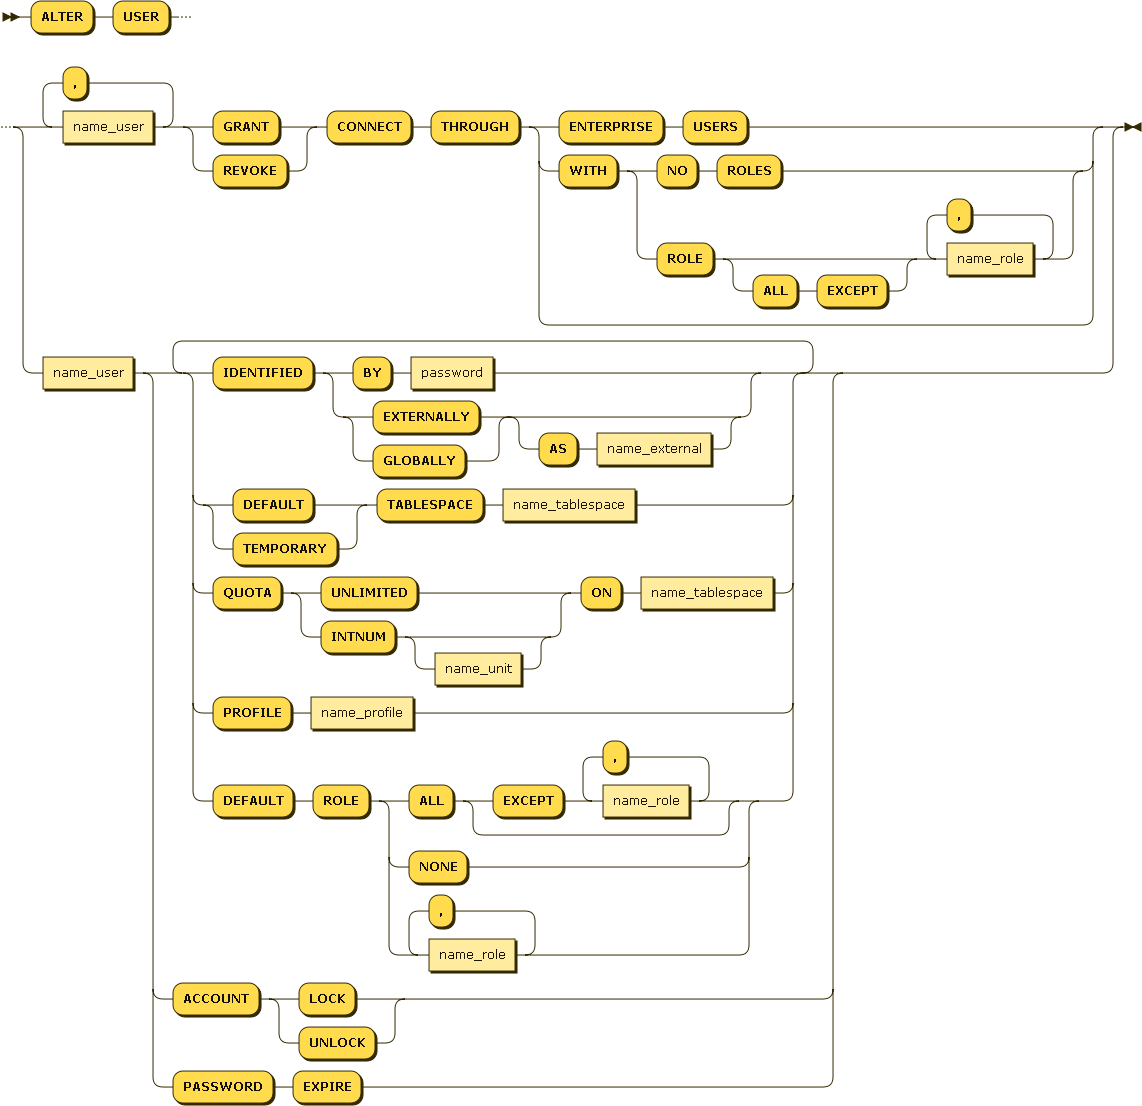 ALTER USER
,
name_user GRANT CONNECT THROUGH ENTERPRISE USERS
REVOKE WITH NO ROLES
,
ROLE name_role
ALL EXCEPT
name_user IDENTIFIED BY password
EXTERNALLY
GLOBALLY AS name_external
DEFAULT TABLESPACE name_tablespace
TEMPORARY
QUOTA UNLIMITED ON name_tablespace
INTNUM
name_unit
PROFILE name_profile
,
DEFAULT ROLE ALL EXCEPT name_role
NONE
,
name_role
ACCOUNT LOCK
UNLOCK
PASSWORD EXPIRE